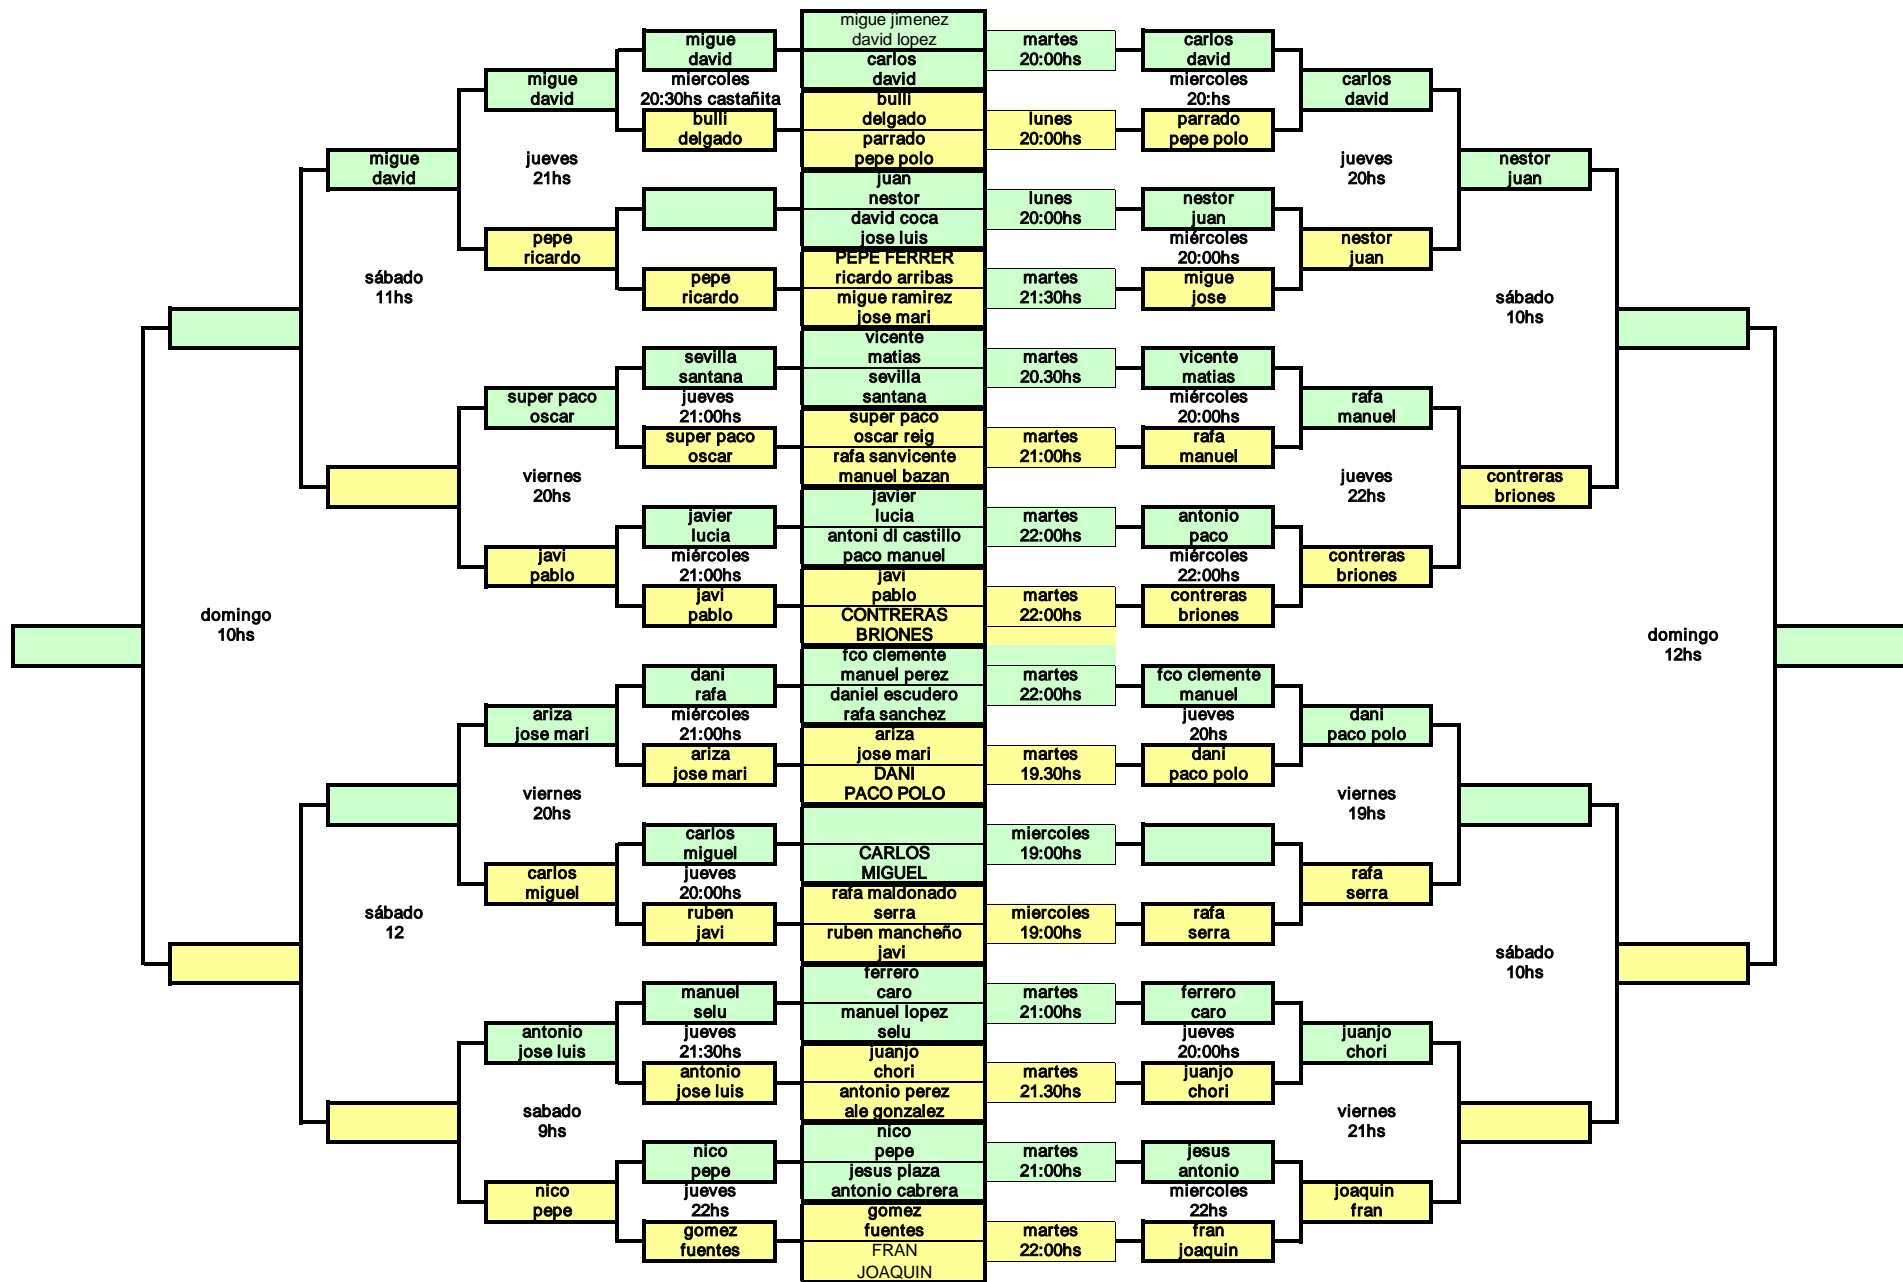 migue jimenez
david lopez
migue
david
martes
20:00hs
carlos
david
carlos
david
migue
david
miercoles
20:30hs castañita
miercoles
20:hs
carlos
david
bulli
delgado
bulli
delgado
lunes
20:00hs
parrado
pepe polo
parrado
pepe polo
migue
david
jueves
21hs
jueves
20hs
nestor
juan
juan
nestor
lunes
20:00hs
nestor
juan
david coca
jose luis
pepe
ricardo
miércoles
20:00hs
nestor
juan
PEPE FERRER
ricardo arribas
pepe
ricardo
martes
21:30hs
migue
jose
migue ramirez
jose mari
sábado
11hs
sábado
10hs
vicente
matias
sevilla
santana
martes
20.30hs
vicente
matias
sevilla
santana
super paco
oscar
jueves
21:00hs
miércoles
20:00hs
rafa
manuel
super paco
oscar reig
super paco
oscar
martes
21:00hs
rafa
manuel
rafa sanvicente
manuel bazan
viernes
20hs
jueves
22hs
contreras
briones
javier
lucia
javier
lucia
martes
22:00hs
antonio
paco
antoni dl castillo
paco manuel
javi
pablo
miércoles
21:00hs
miércoles
22:00hs
contreras
briones
javi
pablo
javi
pablo
martes
22:00hs
contreras
briones
CONTRERAS
BRIONES
domingo
10hs
domingo
12hs
fco clemente
manuel perez
dani
rafa
martes
22:00hs
fco clemente
manuel
daniel escudero
rafa sanchez
ariza
jose mari
miércoles
21:00hs
jueves
20hs
dani
paco polo
ariza
jose mari
ariza
jose mari
martes
19.30hs
dani
paco polo
DANI
PACO POLO
viernes
20hs
viernes
19hs
carlos
miguel
miercoles
19:00hs
CARLOS
MIGUEL
carlos
miguel
jueves
20:00hs
rafa
serra
rafa maldonado
serra
ruben
javi
miercoles
19:00hs
rafa
serra
ruben mancheño
javi
sábado
12
sábado
10hs
ferrero
caro
manuel
selu
martes
21:00hs
ferrero
caro
manuel lopez
selu
antonio
jose luis
jueves
21:30hs
jueves
20:00hs
juanjo
chori
juanjo
chori
antonio
jose luis
martes
21.30hs
juanjo
chori
antonio perez
ale gonzalez
sabado
9hs
viernes
21hs
nico
pepe
nico
pepe
martes
21:00hs
jesus
antonio
jesus plaza
antonio cabrera
nico
pepe
jueves
22hs
miercoles
22hs
joaquin
fran
gomez
fuentes
gomez
fuentes
martes
22:00hs
fran
joaquin
FRAN
JOAQUIN